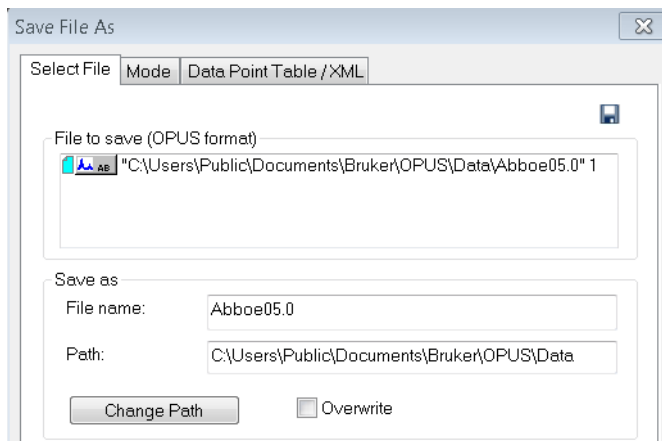 Save File As
Select File Mode Data Point Table / XML
File to save (OPUS format)
AB "C:\Users\Public\Documents\Bruker\OPUS\Data\Abboe05.0" 1
Save as
File name: Abboe05.0
Path: C:\Users\Public\Documents\Bruker\OPUS\Data
Change Path Overwrite